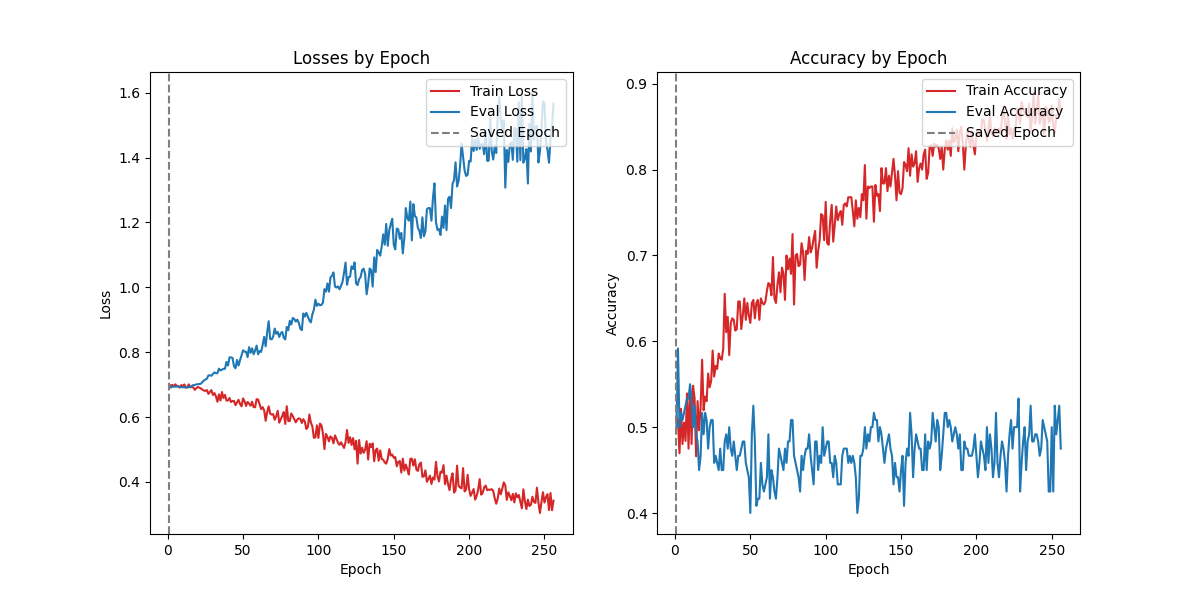 Losses by Epoch
Train Loss
Eval Loss
Saved Epoch
1.6
1.4
1.2
1.0
0.8
0.6
0.4
Loss
0 50 100 150 200 250
Epoch
Accuracy by Epoch
Train Accuracy
Eval Accuracy
Saved Epoch
0.9
0.8
0.7
0.6
0.5
0.4
Accuracy
0 50 100 150 200 250
Epoch